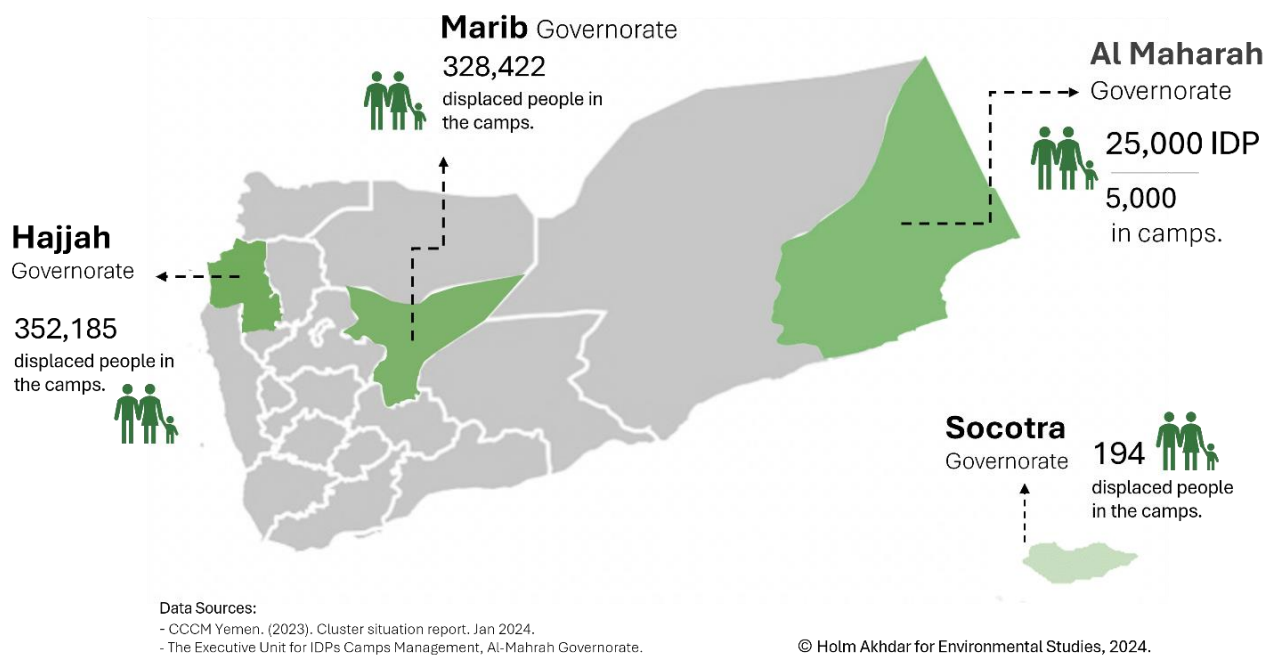 Marib Governorate
328,422
displaced people in
the camps.
Al Maharah
Governorate
25,000 IDP
5,000
in camps.
Hajjah
Governorate
352,185
displaced people in
the camps.
Socotra
Governorate
194
displaced people
in the camps.
Data Sources:
- CCCM Yemen. (2023). Cluster situation report. Jan 2024.
- The Executive Unit for IDPs Camps Management, Al-Mahrah Governorate.
© Holm Akhdar for Environmental Studies, 2024.